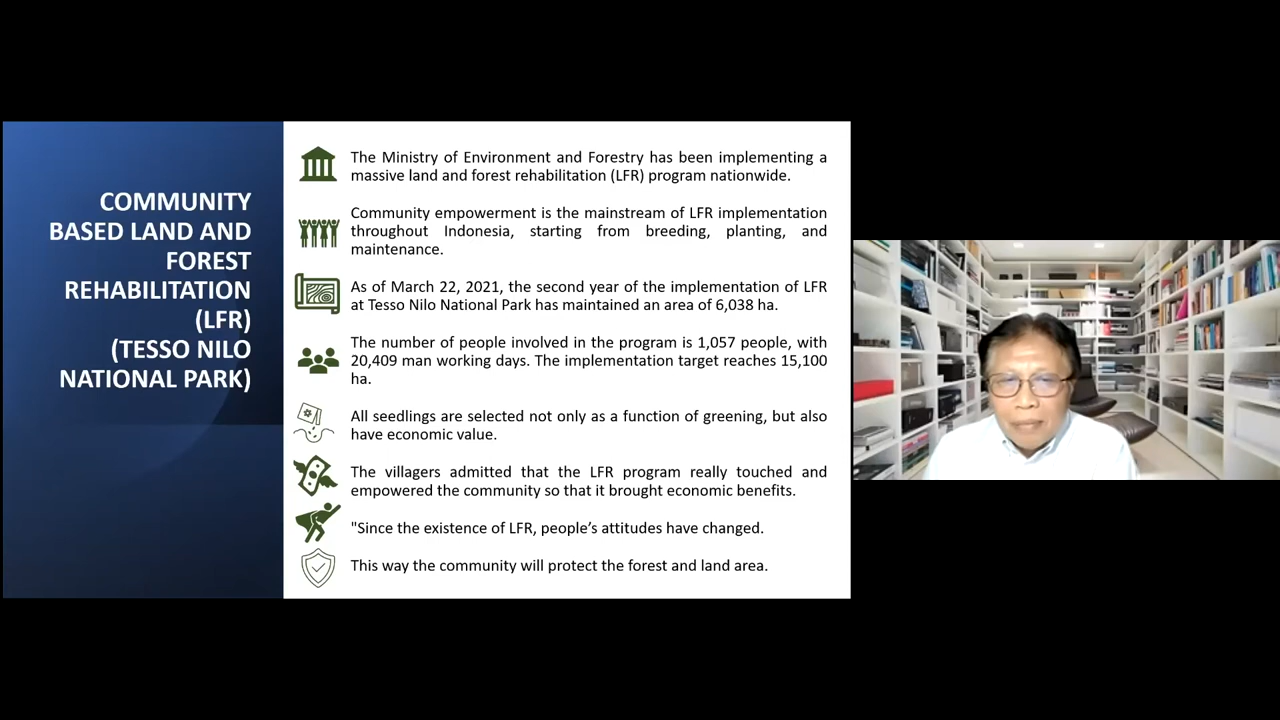 COMMUNITY
BASED LAND AND
FOREST
REHABILITATION
(LFR)
(TESSO NILO
NATIONAL PARK)
The Ministry of Environment and Forestry has been implementing a
massive land and forest rehabilitation (LFR) program nationwide.
Community empowerment is the mainstream of LFR implementation
throughout Indonesia, starting from breeding, planting, and
maintenance.
As of March 22, 2021, the second year of the implementation of LFR
at Tesso Nilo National Park has maintained an area of 6,038 ha.
The number of people involved in the program is 1,057 people, with
20,409 man working days. The implementation target reaches 15,100
ha.
All seedlings are selected not only as a function of greening, but also
have economic value.
The villagers admitted that the LFR program really touched and
empowered the community so that it brought economic benefits.
"Since the existence of LFR, people’s attitudes have changed.
This way the community will protect the forest and land area.